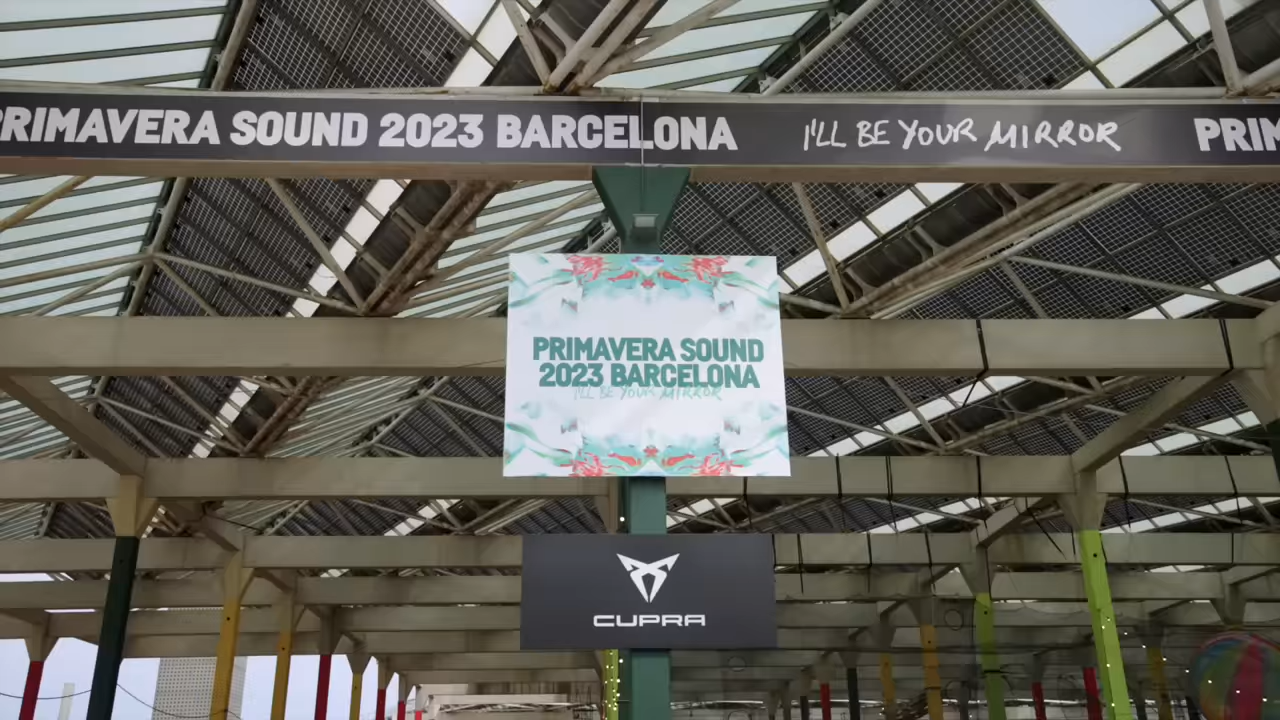 PRIMAVERA SOUND 2023 BARCELONA I'LL BE YOUR MIRROR PRIM
PRIMAVERA SOUND
2023 BARCELONA
I'LL BE YOUR MIRROR
CUPRA